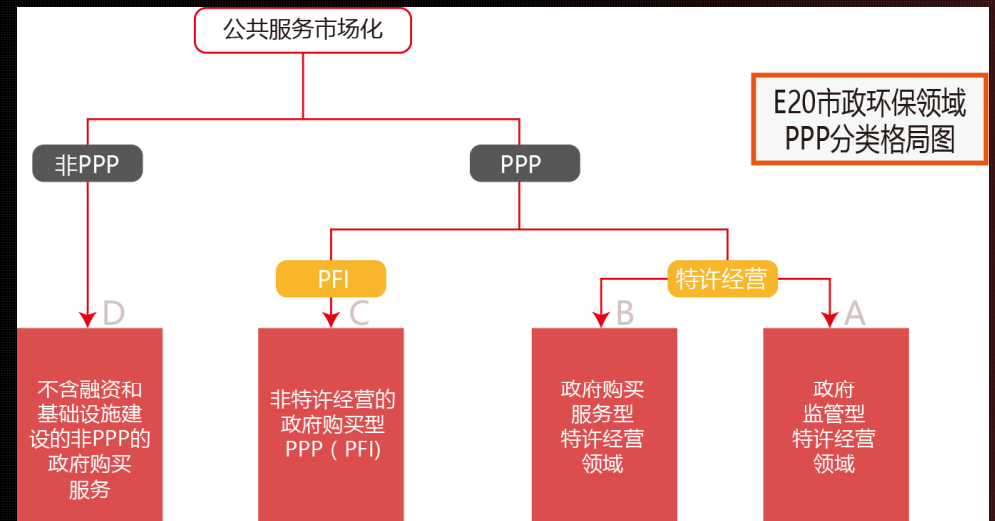 公共服务市场化
E20市政环保领域
PPP分类格局图
非PPP
PPP
PFI
特许经营
D
C
B
A
不含融资和
基础设施建
设的非PPP的
政府购买
服务
非特许经营的
政府购买型
PPP（PFI)
政府购买
服务型
特许经营
领域
政府
监管型
特许经营
领域